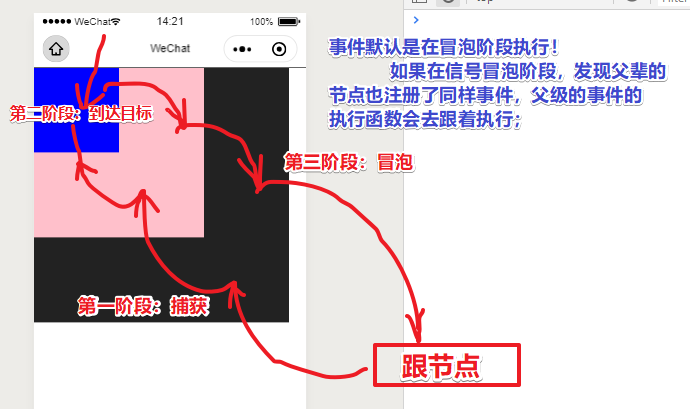 ●●●●● WeChat
14:21
100%
WeChat
top
Filter
>
事件默认是在冒泡阶段执行！
如果在信号冒泡阶段，发现父辈的
节点也注册了同样事件，父级的事件的
执行函数会去跟着执行；
第二阶段：到达目标
第三阶段：冒泡
第一阶段：捕获
跟节点